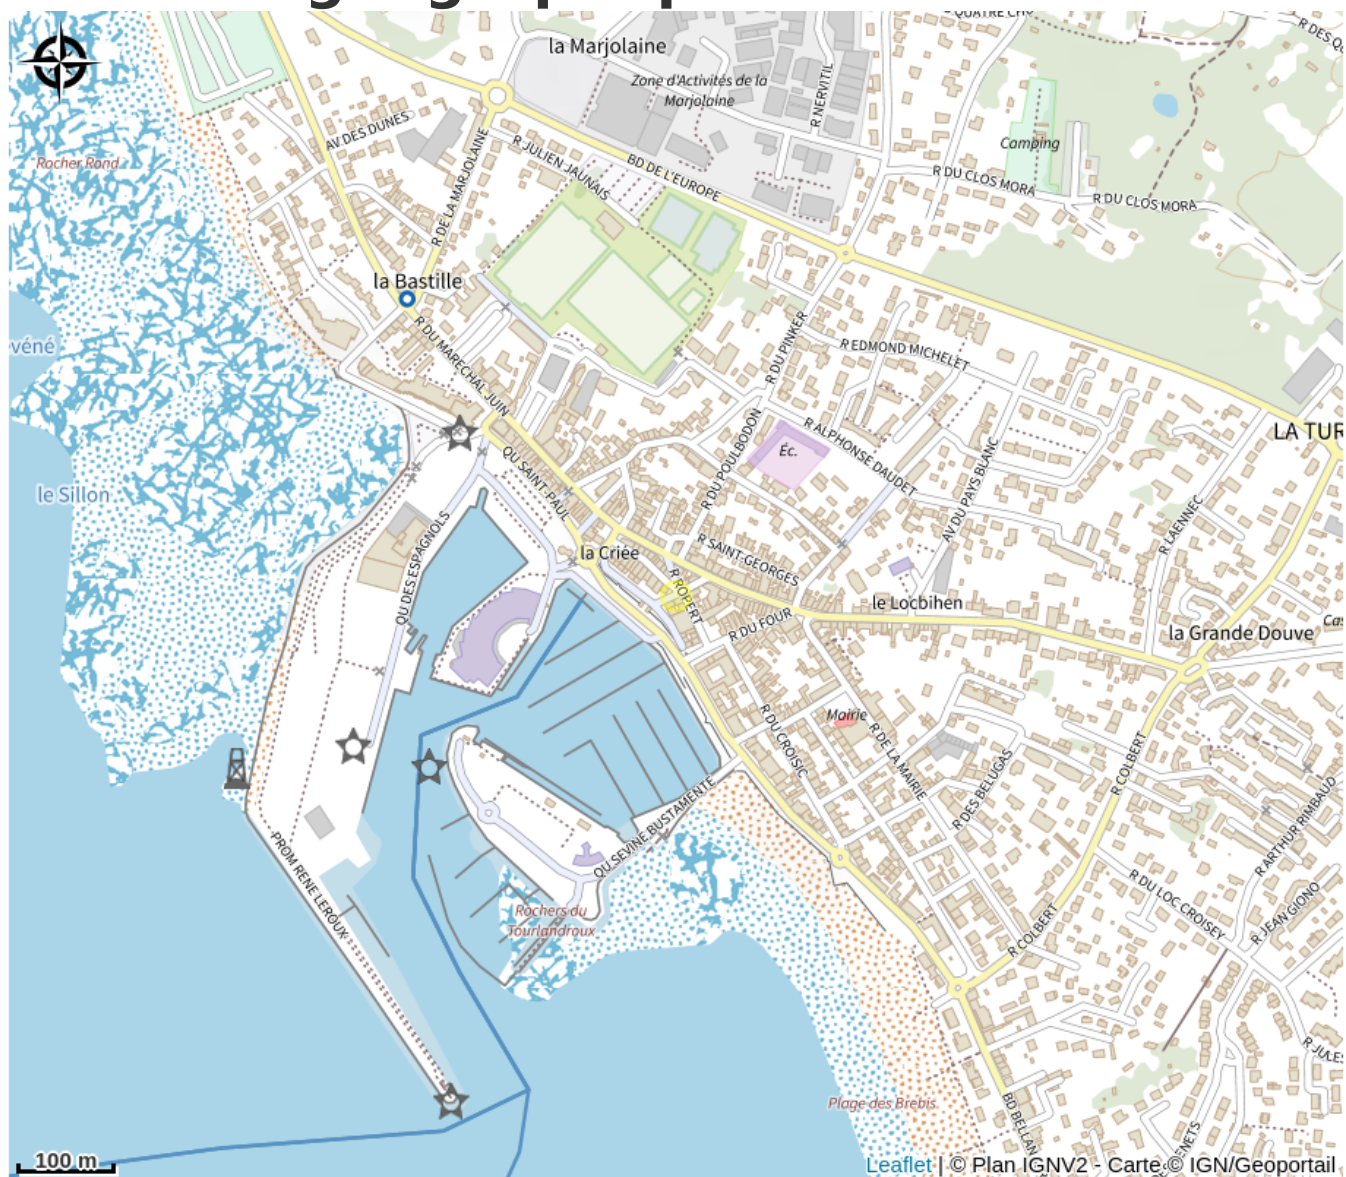 la Marjolaine
Zone d'Activités de la
Marjolaine
R NERVTIL
Camping
AV DES DUNES
R DE LA MARJOLAINE
R JULIEN JAUNAIS
BD DE L'EUROPE
R DU CLOS MORA
R DU CLOS MORA
Rocher Rond
la Bastille
véné
R DU MARECHAL JUIN
R DU PINKER
R EDMOND MICHELET
LA TUR
R DU POULBODON
Éc.
R ALPHONSE DAUDET
AV DU PAYS BLANC
QU SAINT-PAUL
le Sillon
R LAENNEC
QU DES ESPAGNOLS
la Criée
R SAINT-GEORGES
R ROPERT
R DU FOUR
le Locbihen
la Grande Douve
Cas
R DU CROISIC
Mairie
R DE LA MAIRIE
R DES BELUGAS
R COLBERT
QU SEVINE BUSTAMENTE
R ARTHUR RIMBAUD
PROM RENE LEROUX
Rochers du
Tourlandroux
R DU LOC CROISEY
R JEAN GIONO
R COLBERT
R JULES
Plage des Brebis
BD BELLAN
100 m
Leaflet | © Plan IGNV2 - Carte © IGN/Geoportail